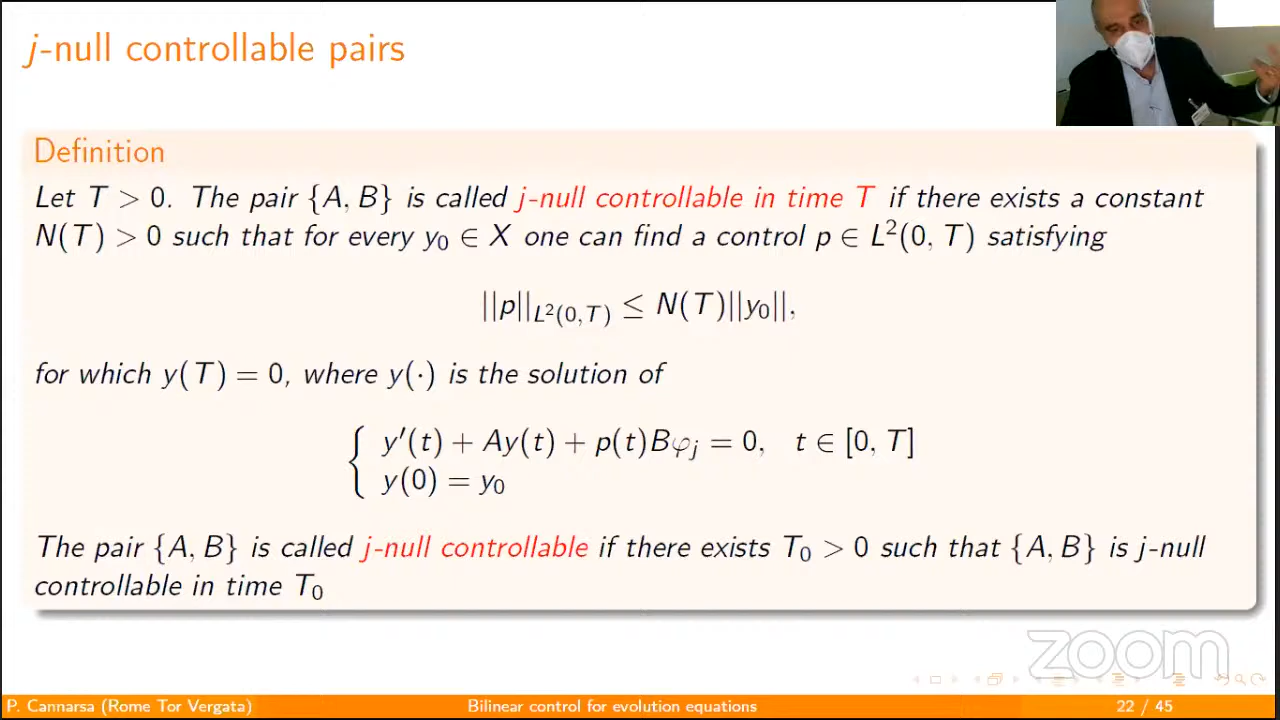 j-null controllable pairs
Definition
Let T > 0. The pair {A, B} is called j-null controllable in time T if there exists a constant
N(T) > 0 such that for every y₀ ∈ X one can find a control p ∈ L²(0, T) satisfying
||p||_{L²(0,T)} ≤ N(T)||y₀||,
for which y(T) = 0, where y(·) is the solution of
{ y′(t) + Ay(t) + p(t)Bφⱼ = 0, t ∈ [0, T]
y(0) = y₀
The pair {A, B} is called j-null controllable if there exists T₀ > 0 such that {A, B} is j-null
controllable in time T₀
zoom
P. Cannarsa (Rome Tor Vergata) Bilinear control for evolution equations 22 / 45